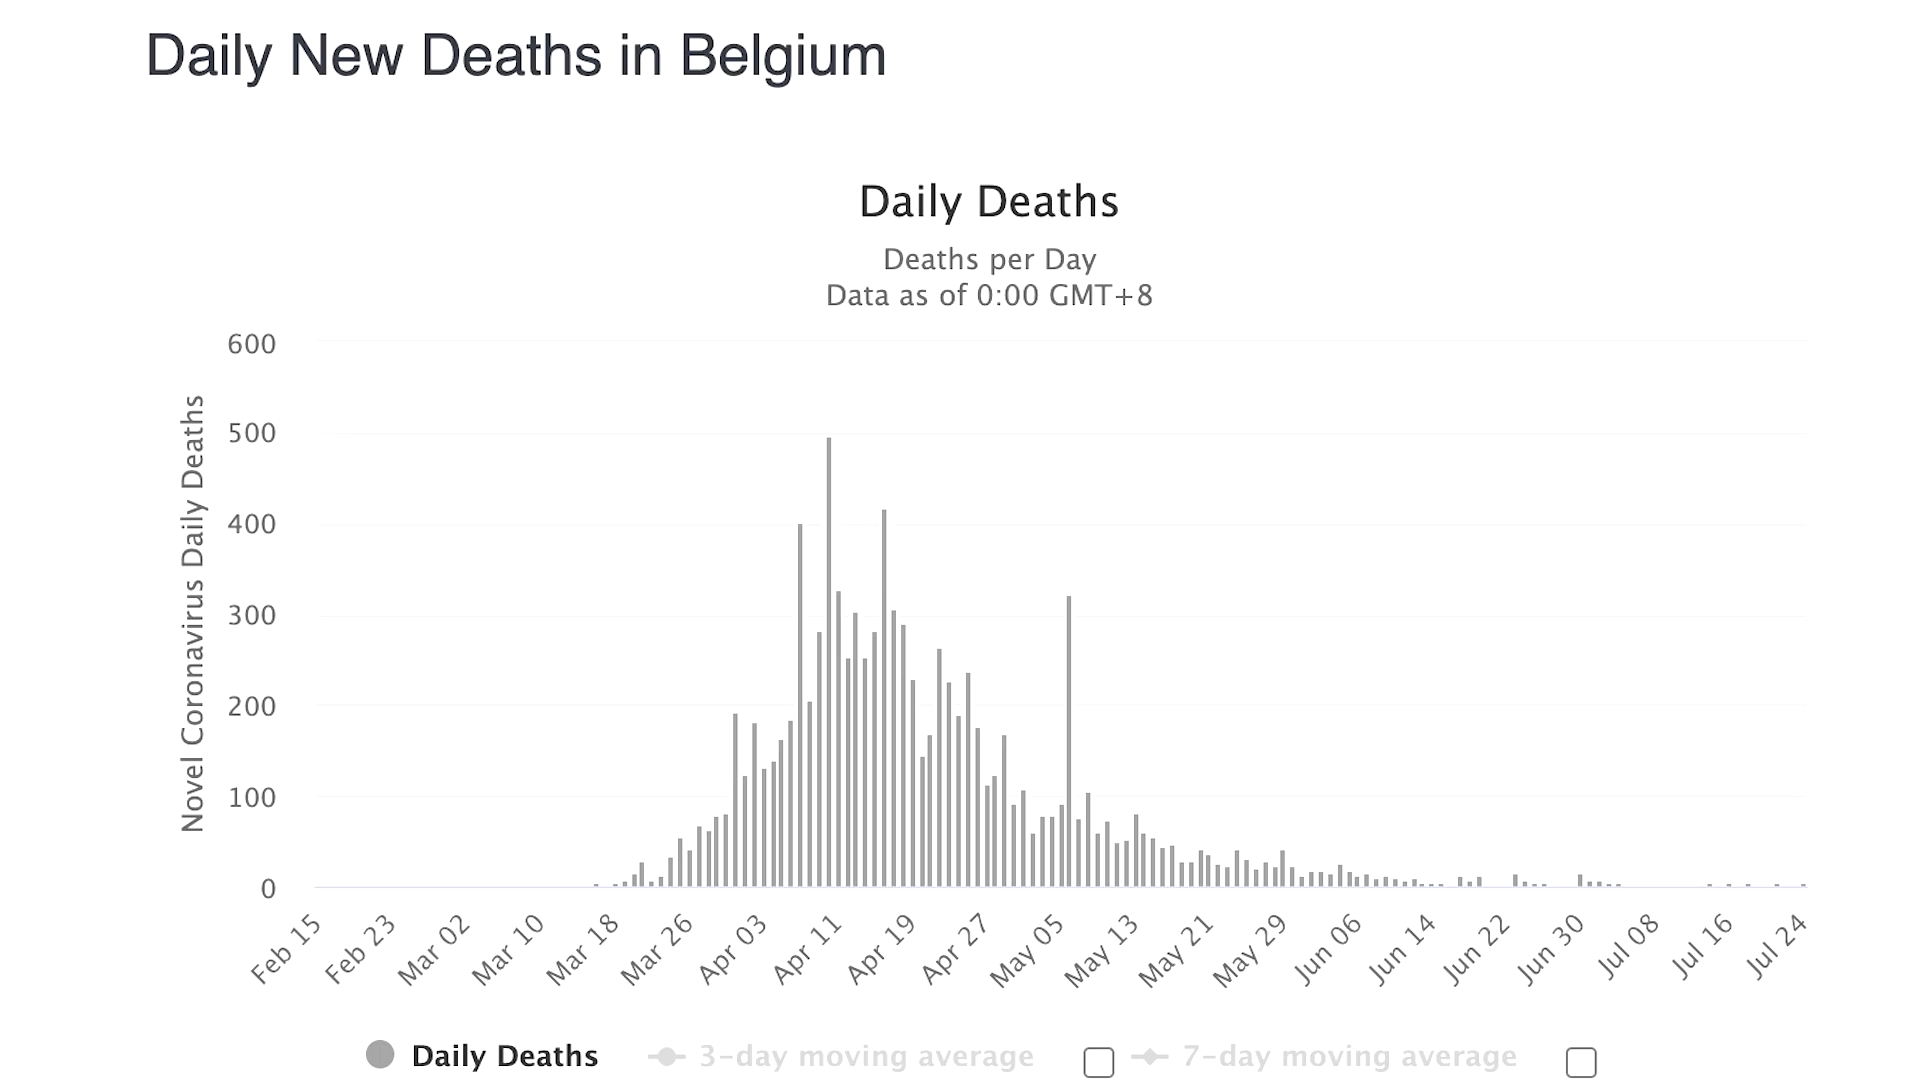 Daily New Deaths in Belgium
Daily Deaths
Deaths per Day
Data as of 0:00 GMT+8
Novel Coronavirus Daily Deaths
600
500
400
300
200
100
0
Feb 15
Feb 23
Mar 02
Mar 10
Mar 18
Mar 26
Apr 03
Apr 11
Apr 19
Apr 27
May 05
May 13
May 21
May 29
Jun 06
Jun 14
Jun 22
Jun 30
Jul 08
Jul 16
Jul 24
Daily Deaths
3-day moving average
7-day moving average